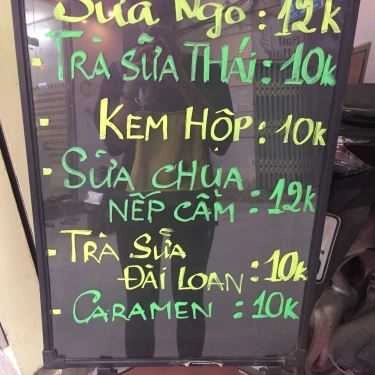 Sữa Ngô : 12k
- Trà Sữa Thái : 10k
- Kem Hộp : 10k
- Sữa Chua
Nếp Cẩm : 12k
- Trà Sữa
Đài Loan : 10k
- Caramen : 10k